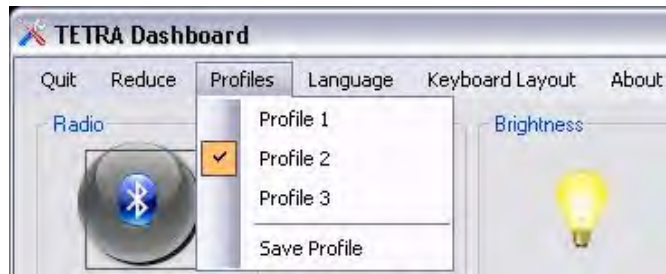 TETRA Dashboard
Quit Reduce Profiles Language Keyboard Layout About
Radio
Profile 1
Brightness
Profile 2
Profile 3
Save Profile